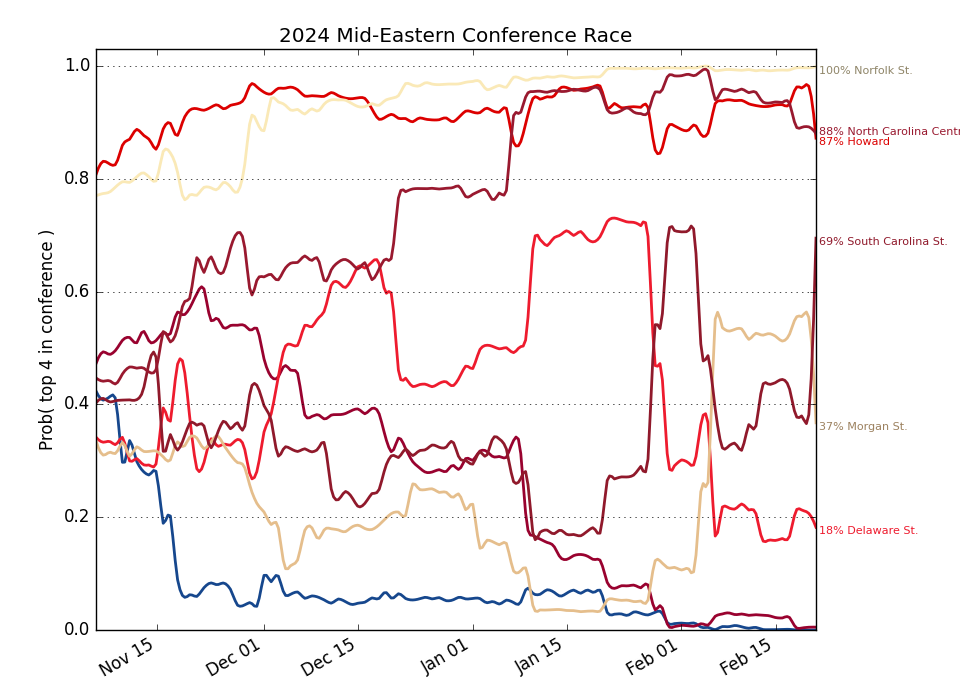 2024 Mid-Eastern Conference Race
Prob( top 4 in conference )
1.0
0.8
0.6
0.4
0.2
0.0
Nov 15
Dec 01
Dec 15
Jan 01
Jan 15
Feb 01
Feb 15
100% Norfolk St.
88% North Carolina Centr
87% Howard
69% South Carolina St.
37% Morgan St.
18% Delaware St.